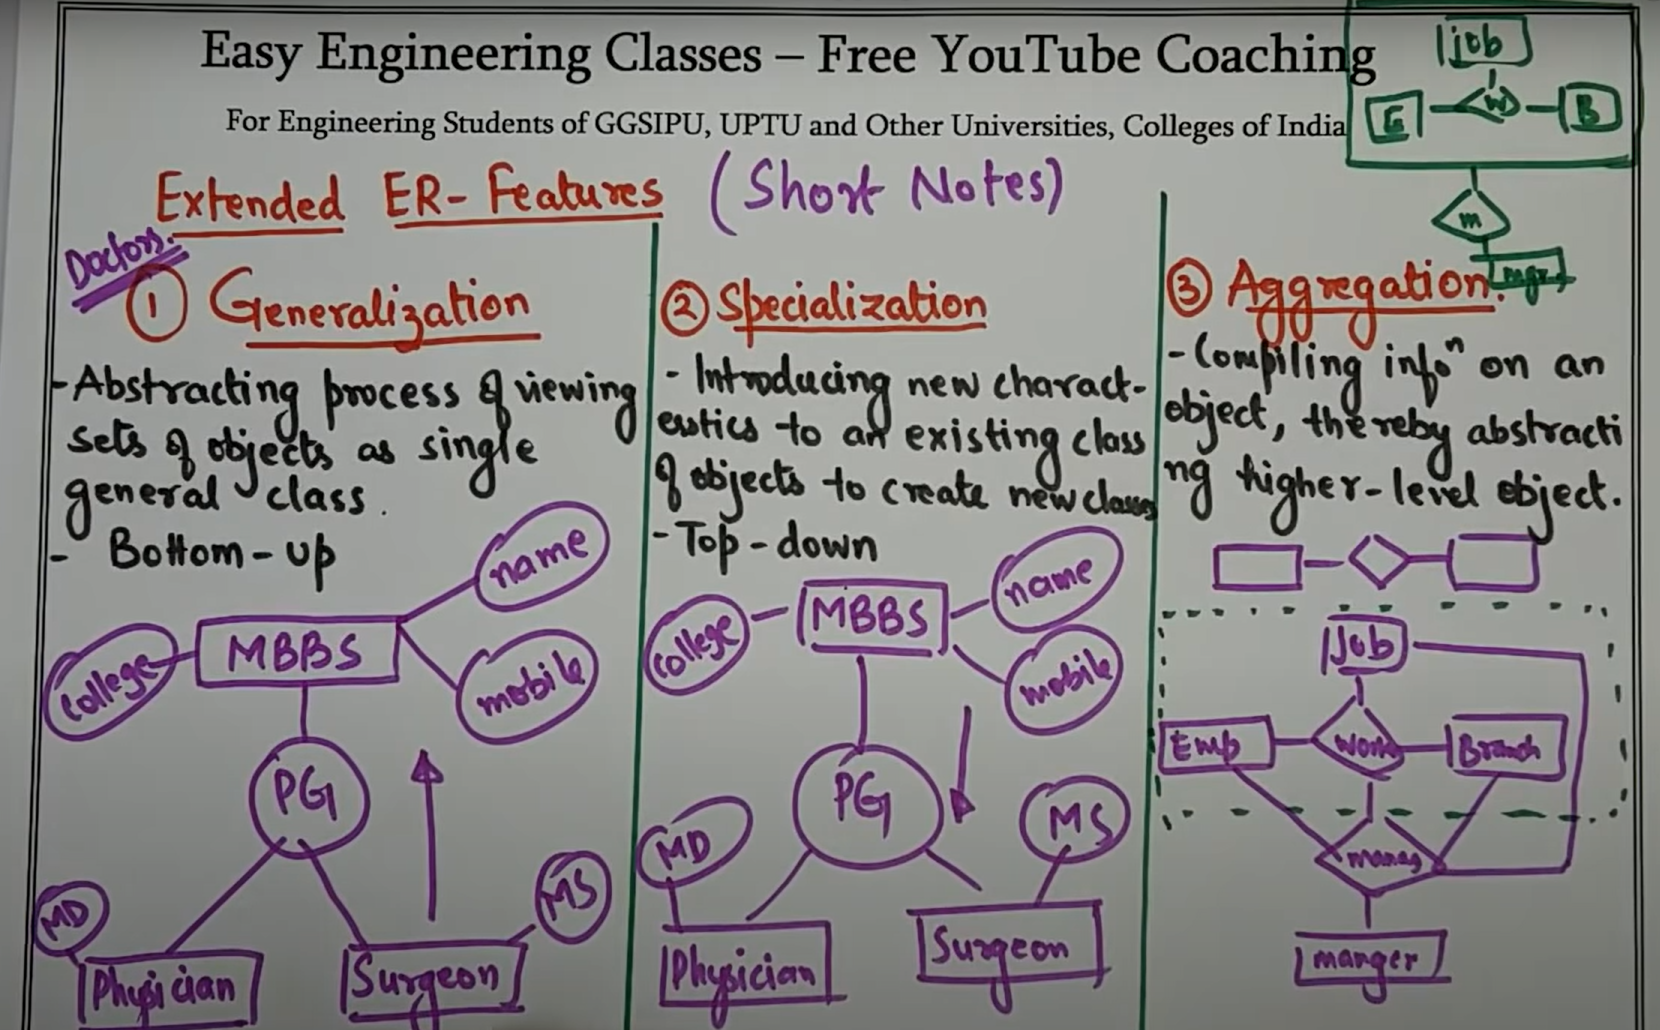 Easy Engineering Classes – Free YouTube Coaching
For Engineering Students of GGSIPU, UPTU and Other Universities, Colleges of India
job
E
W
B
m
mgr
Extended ER-Features (Short Notes)
Doctors.
① Generalization
-Abstracting process of viewing
sets of objects as single
general class.
- Bottom-up
name
MBBS
college
mobile
PG
MD
MS
Physician
Surgeon
② Specialization
- Introducing new charact-
erstics to an existing class
of objects to create new class
-Top-down
name
MBBS
college
mobile
PG
MD
MS
Physician
Surgeon
③ Aggregation.
- Compiling infoⁿ on an
object, thereby abstracti
ng higher-level object.
Job
Emp
Work
Branch
manag
manger